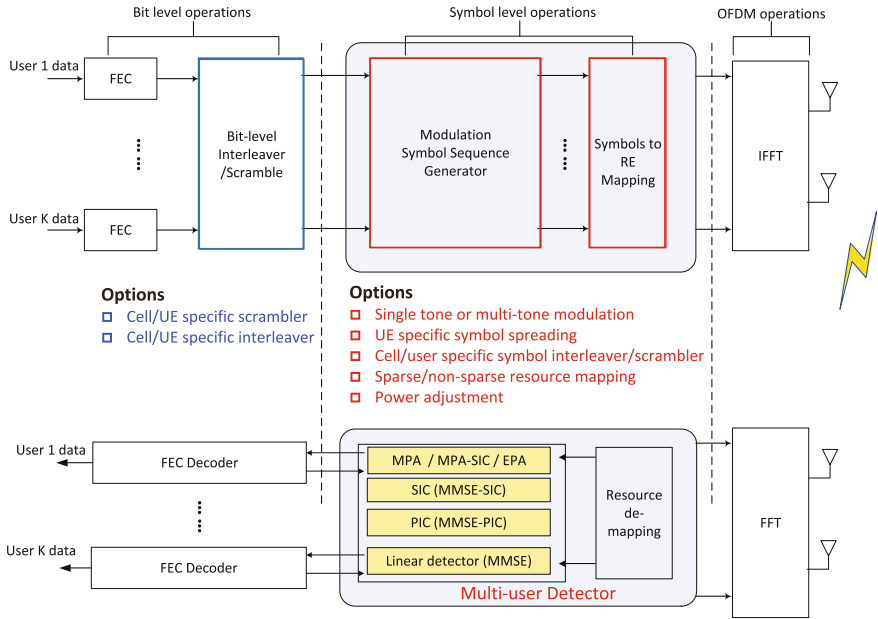 Bit level operations
Symbol level operations
OFDM operations
User 1 data
FEC
User K data
FEC
Bit-level
Interleaver
/Scramble
Modulation
Symbol Sequence
Generator
Symbols to
RE
Mapping
IFFT
Options
Cell/UE specific scrambler
Cell/UE specific interleaver
Options
Single tone or multi-tone modulation
UE specific symbol spreading
Cell/user specific symbol interleaver/scrambler
Sparse/non-sparse resource mapping
Power adjustment
User 1 data
FEC Decoder
User K data
FEC Decoder
MPA / MPA-SIC / EPA
SIC (MMSE-SIC)
PIC (MMSE-PIC)
Linear detector (MMSE)
Resource
de-
mapping
Multi-user Detector
FFT